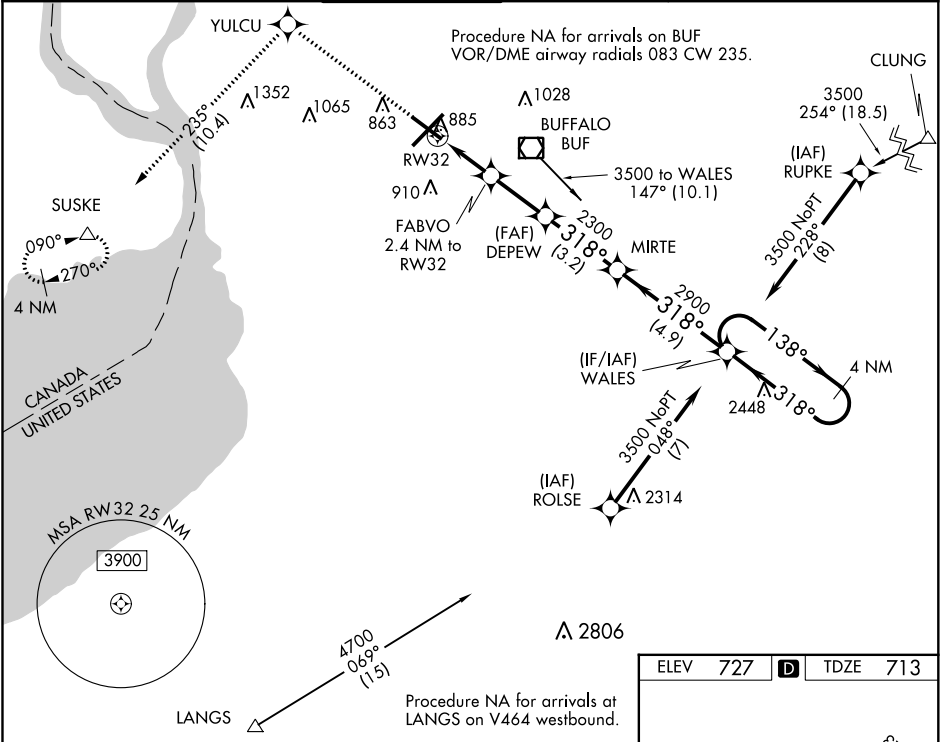 YULCU
Procedure NA for arrivals on BUF
VOR/DME airway radials 083 CW 235.
CLUNG
3500
254° (18.5)
1352
1065
863
885
1028
235°
(10.4)
BUFFALO
BUF
(IAF)
RUPKE
RW32
910
3500 to WALES
147° (10.1)
SUSKE
090°
270°
4 NM
FABVO
2.4 NM to
RW32
(FAF)
DEPEW
2300
318°
(3.2)
MIRTE
3500 NoPT
228°
(8)
2900
318°
(4.9)
138°
4 NM
(IF/IAF)
WALES
2448
318°
CANADA
UNITED STATES
3500 NoPT
048°
(7)
(IAF)
ROLSE
2314
MSA RW32 25 NM
3900
2806
4700
069°
(15)
LANGS
Procedure NA for arrivals at
LANGS on V464 westbound.
ELEV 727 D TDZE 713